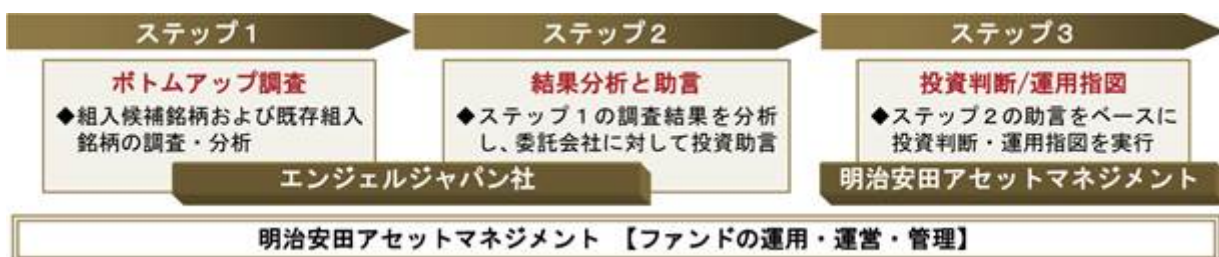 ステップ1
ステップ2
ステップ3
ボトムアップ調査
◆組入候補銘柄および既存組入
銘柄の調査・分析
結果分析と助言
◆ステップ1の調査結果を分析
し、委託会社に対して投資助言
投資判断/運用指図
◆ステップ2の助言をベースに
投資判断・運用指図を実行
エンジェルジャパン社
明治安田アセットマネジメント
明治安田アセットマネジメント 【ファンドの運用・運営・管理】